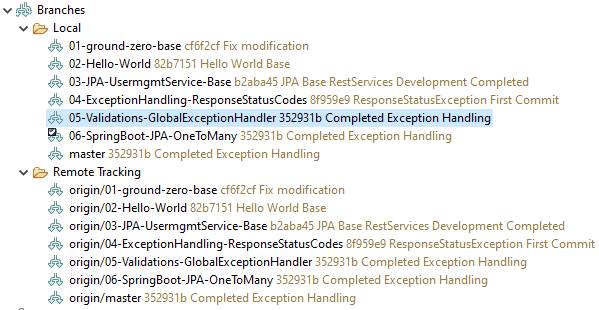 Branches
Local
01-ground-zero-base cf6f2cf Fix modification
02-Hello-World 82b7151 Hello World Base
03-JPA-UsermgmtService-Base b2aba45 JPA Base RestServices Development Completed
04-ExceptionHandling-ResponseStatusCodes 8f959e9 ResponseStatusException First Commit
05-Validations-GlobalExceptionHandler 352931b Completed Exception Handling
06-SpringBoot-JPA-OneToMany 352931b Completed Exception Handling
master 352931b Completed Exception Handling
Remote Tracking
origin/01-ground-zero-base cf6f2cf Fix modification
origin/02-Hello-World 82b7151 Hello World Base
origin/03-JPA-UsermgmtService-Base b2aba45 JPA Base RestServices Development Completed
origin/04-ExceptionHandling-ResponseStatusCodes 8f959e9 ResponseStatusException First Commit
origin/05-Validations-GlobalExceptionHandler 352931b Completed Exception Handling
origin/06-SpringBoot-JPA-OneToMany 352931b Completed Exception Handling
origin/master 352931b Completed Exception Handling